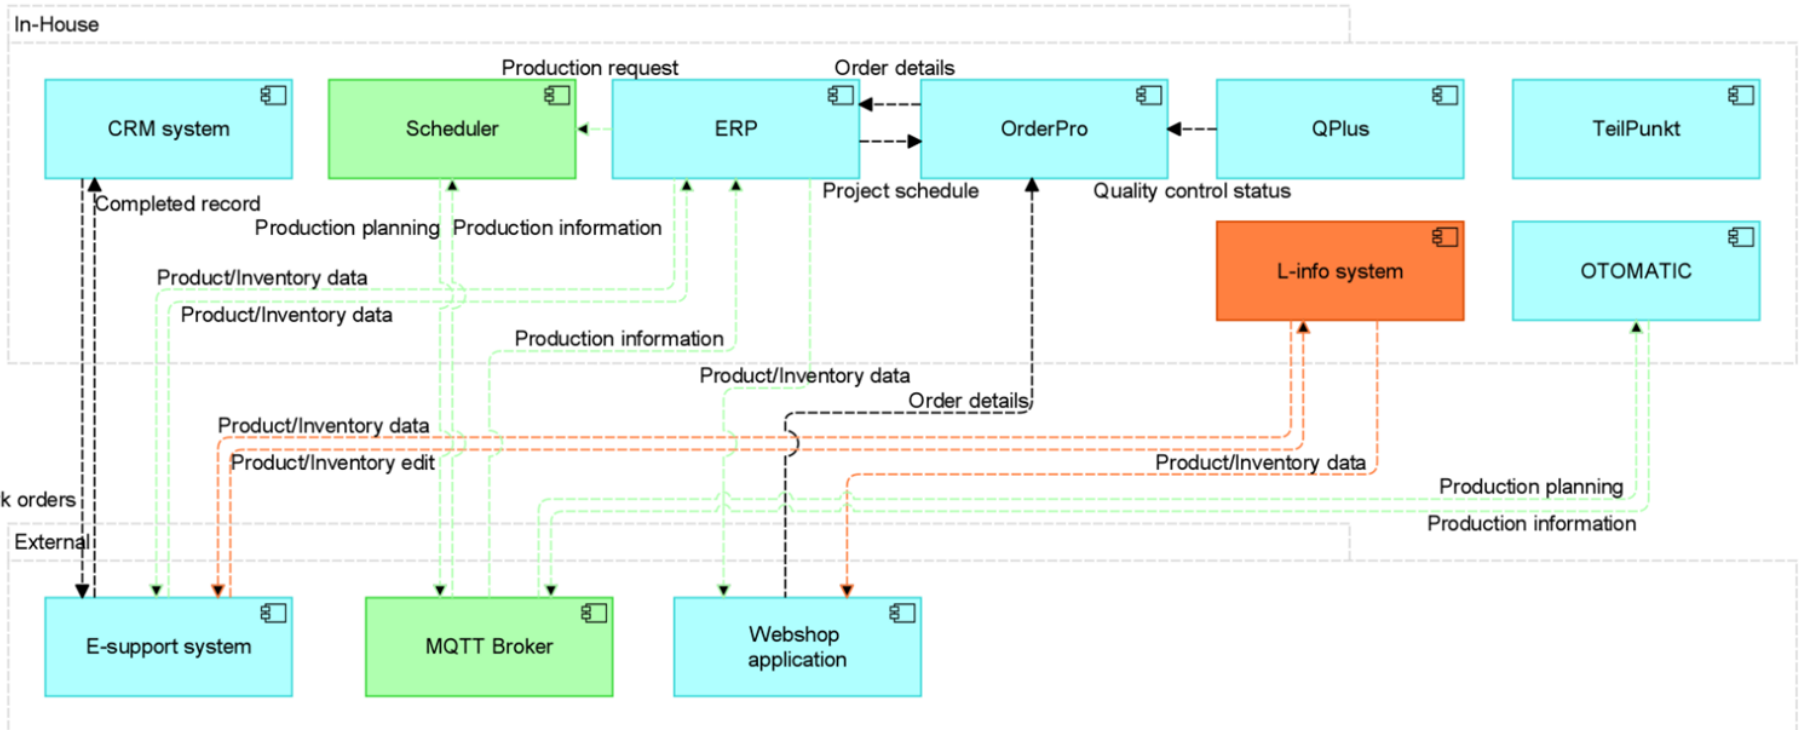 In-House
Production request
Order details
CRM system
Scheduler
ERP
OrderPro
QPlus
TeilPunkt
Completed record
Project schedule
Quality control status
Production planning
Production information
Product/Inventory data
L-info system
OTOMATIC
Product/Inventory data
Production information
Product/Inventory data
Order details
Product/Inventory data
Product/Inventory edit
Product/Inventory data
k orders
Production planning
Production information
External
E-support system
MQTT Broker
Webshop
application